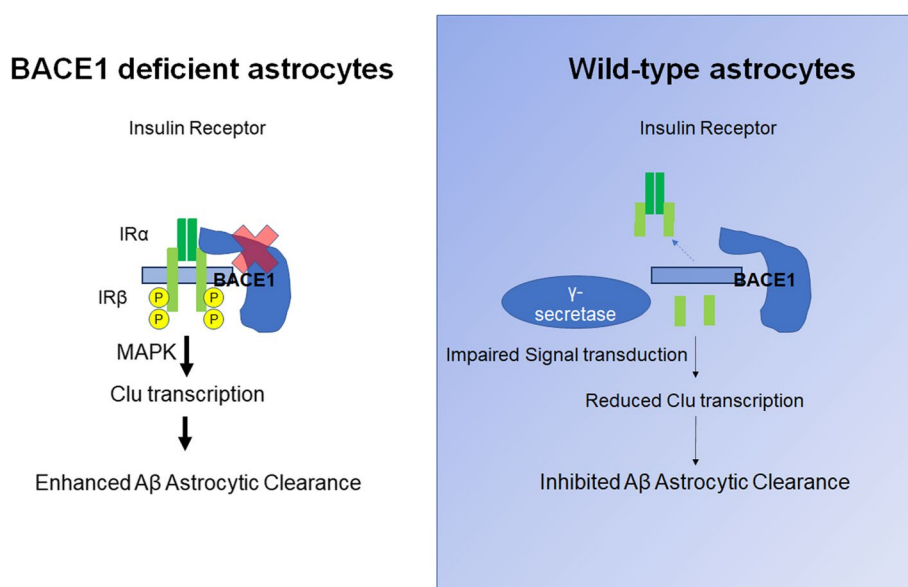 BACE1 deficient astrocytes
Insulin Receptor
IRα
BACE1
IRβ
P
P
P
P
MAPK
Clu transcription
Enhanced Aβ Astrocytic Clearance
Wild-type astrocytes
Insulin Receptor
BACE1
γ-
secretase
Impaired Signal transduction
Reduced Clu transcription
Inhibited Aβ Astrocytic Clearance